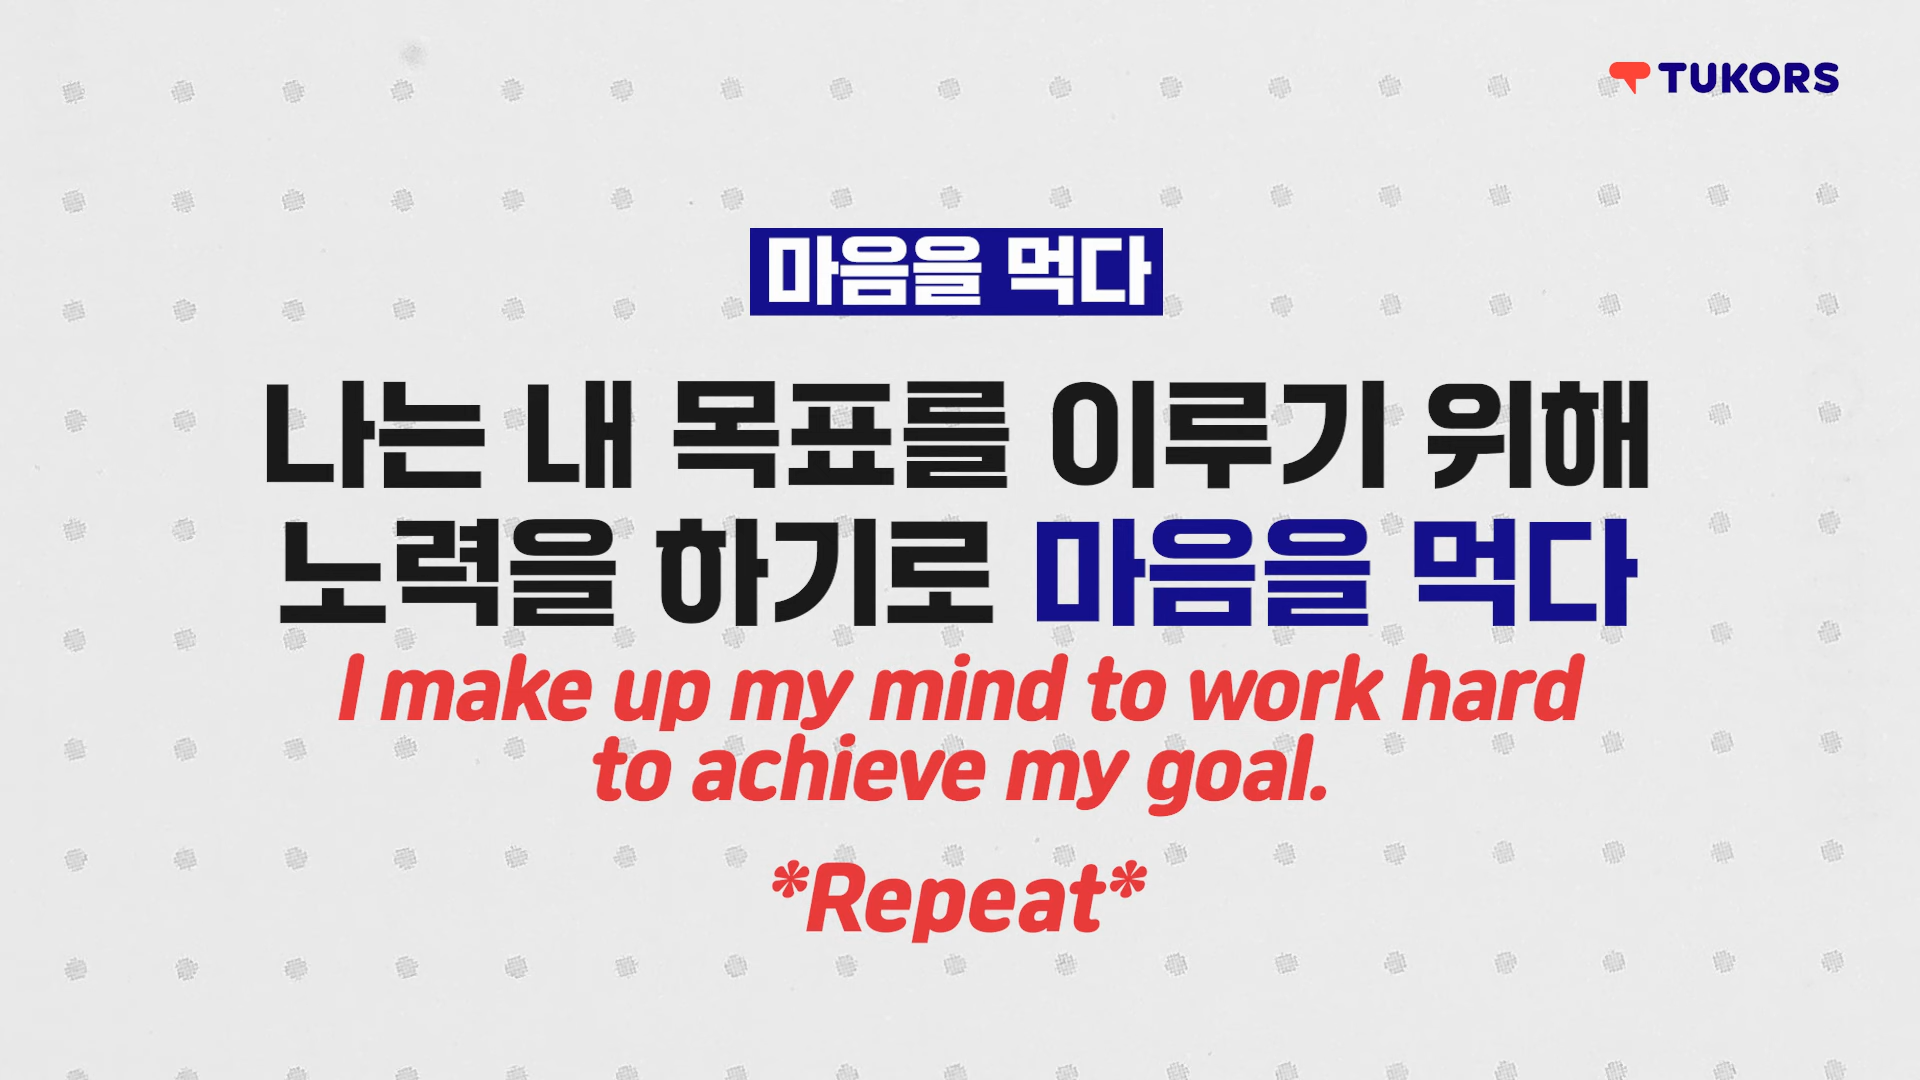 TUKORS
마음을 먹다
나는 내 목표를 이루기 위해
노력을 하기로 마음을 먹다
I make up my mind to work hard
to achieve my goal.
*Repeat*